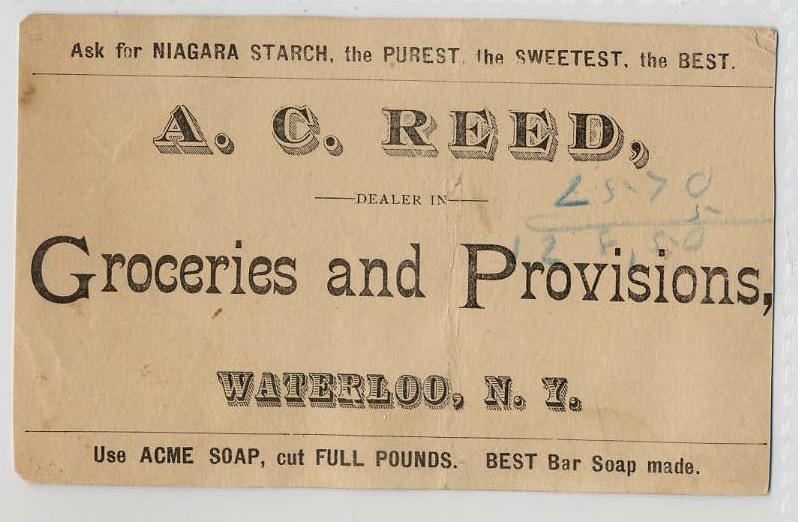 Ask for NIAGARA STARCH, the PUREST, the SWEETEST, the BEST.
A. C. REED,
DEALER IN
Groceries and Provisions,
WATERLOO, N. Y.
Use ACME SOAP, cut FULL POUNDS. BEST Bar Soap made.